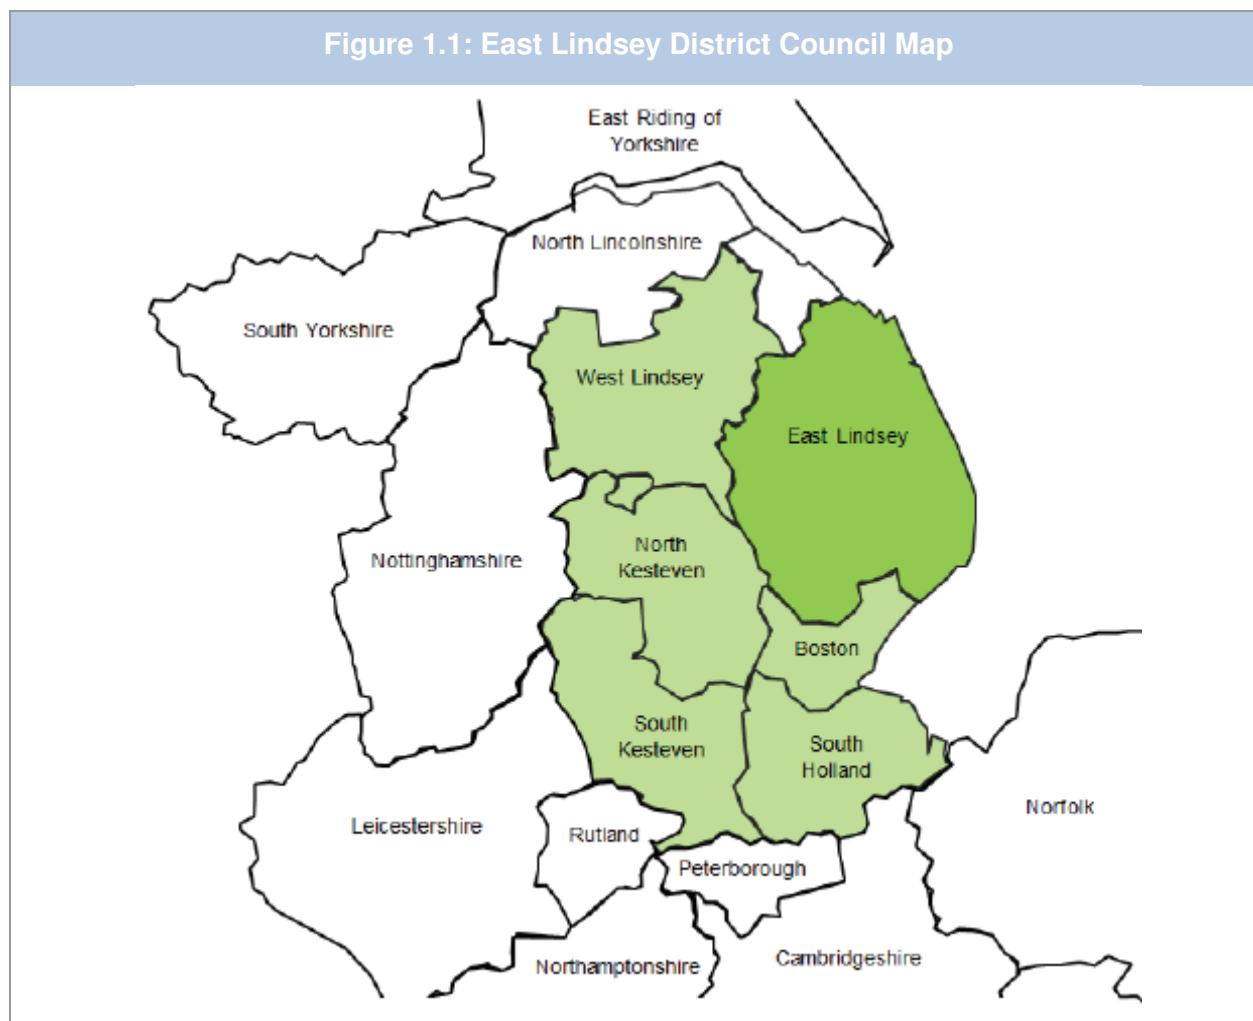 Figure 1.1: East Lindsey District Council Map
East Riding of
Yorkshire
North Lincolnshire
South Yorkshire
West Lindsey
East Lindsey
North
Kesteven
Nottinghamshire
Boston
South
Kesteven
South
Holland
Norfolk
Leicestershire
Rutland
Peterborough
Cambridgeshire
Northamptonshire